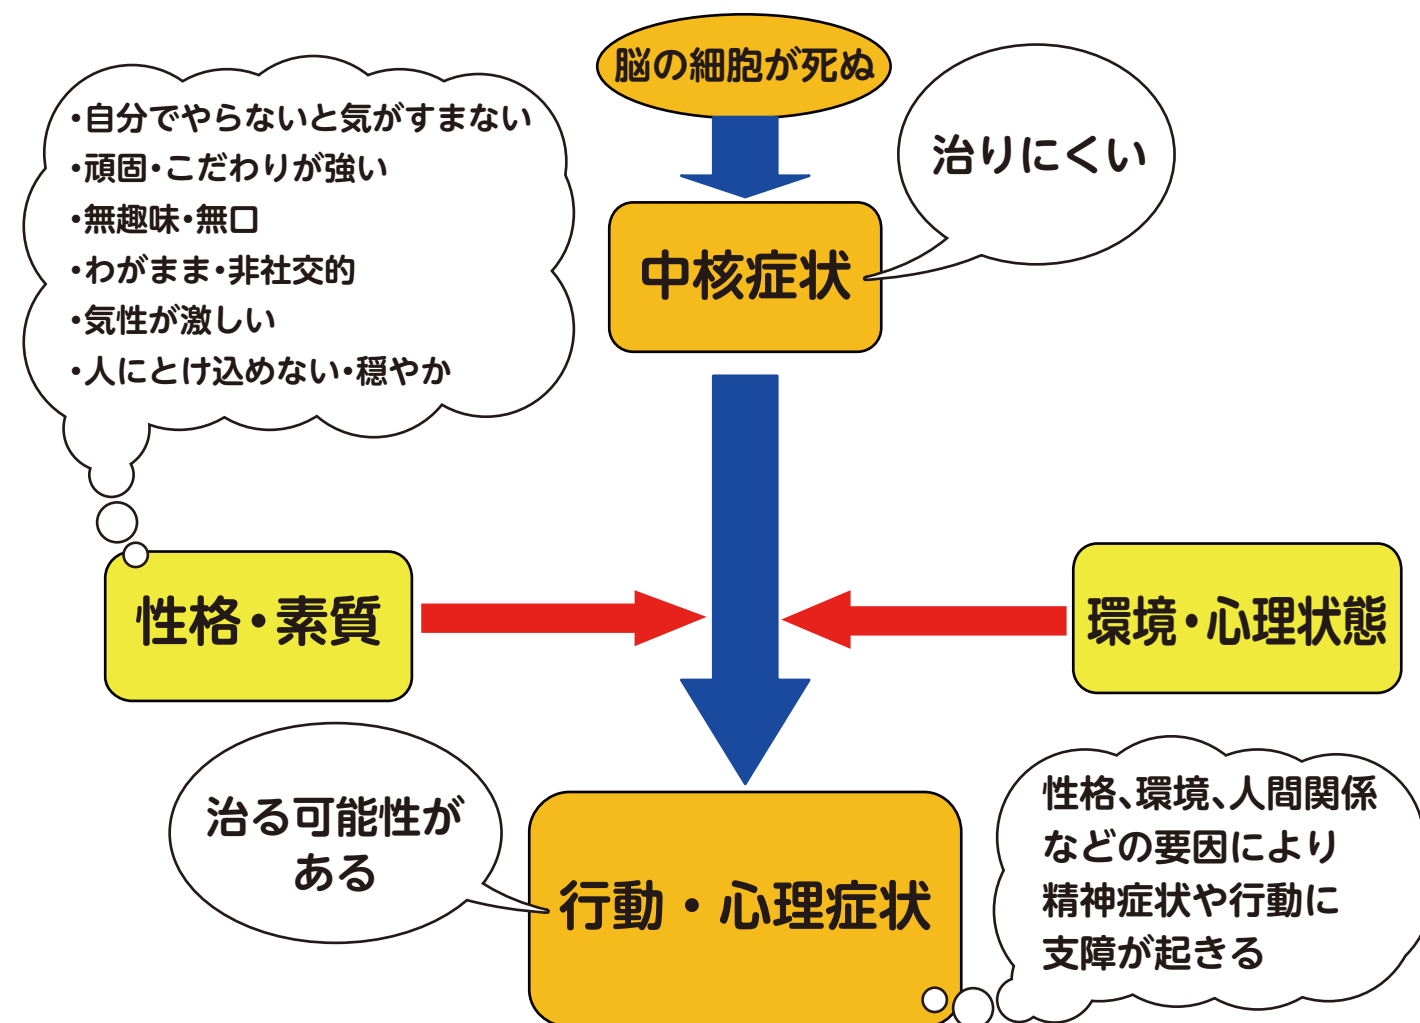 脳の細胞が死ぬ
・自分でやらないと気がすまない
・頑固・こだわりが強い
・無趣味・無口
・わがまま・非社交的
・気性が激しい
・人にとけ込めない・穏やか
治りにくい
中核症状
性格・素質
環境・心理状態
治る可能性が
ある
行動・心理症状
性格、環境、人間関係
などの要因により
精神症状や行動に
支障が起きる